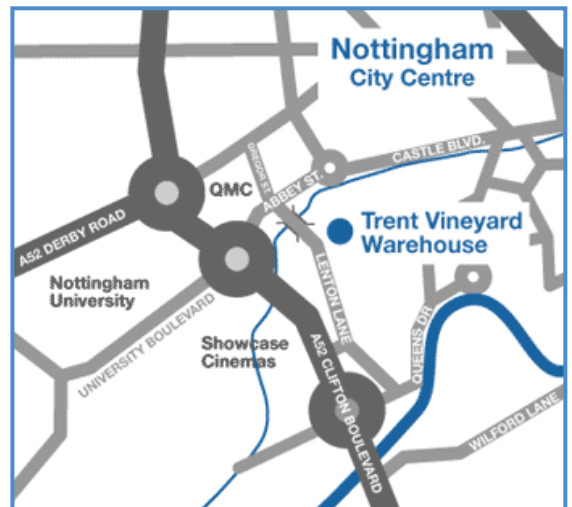 Nottingham
City Centre
CASTLE BLVD.
GREGOR ST.
QMC
ABBEY ST.
A52 DERBY ROAD
Trent Vineyard
Warehouse
LENTON LANE
Nottingham
University
UNIVERSITY BOULEVARD
Showcase
Cinemas
A52 CLIFTON BOULEVARD
QUEENS DR
WILFORD LANE